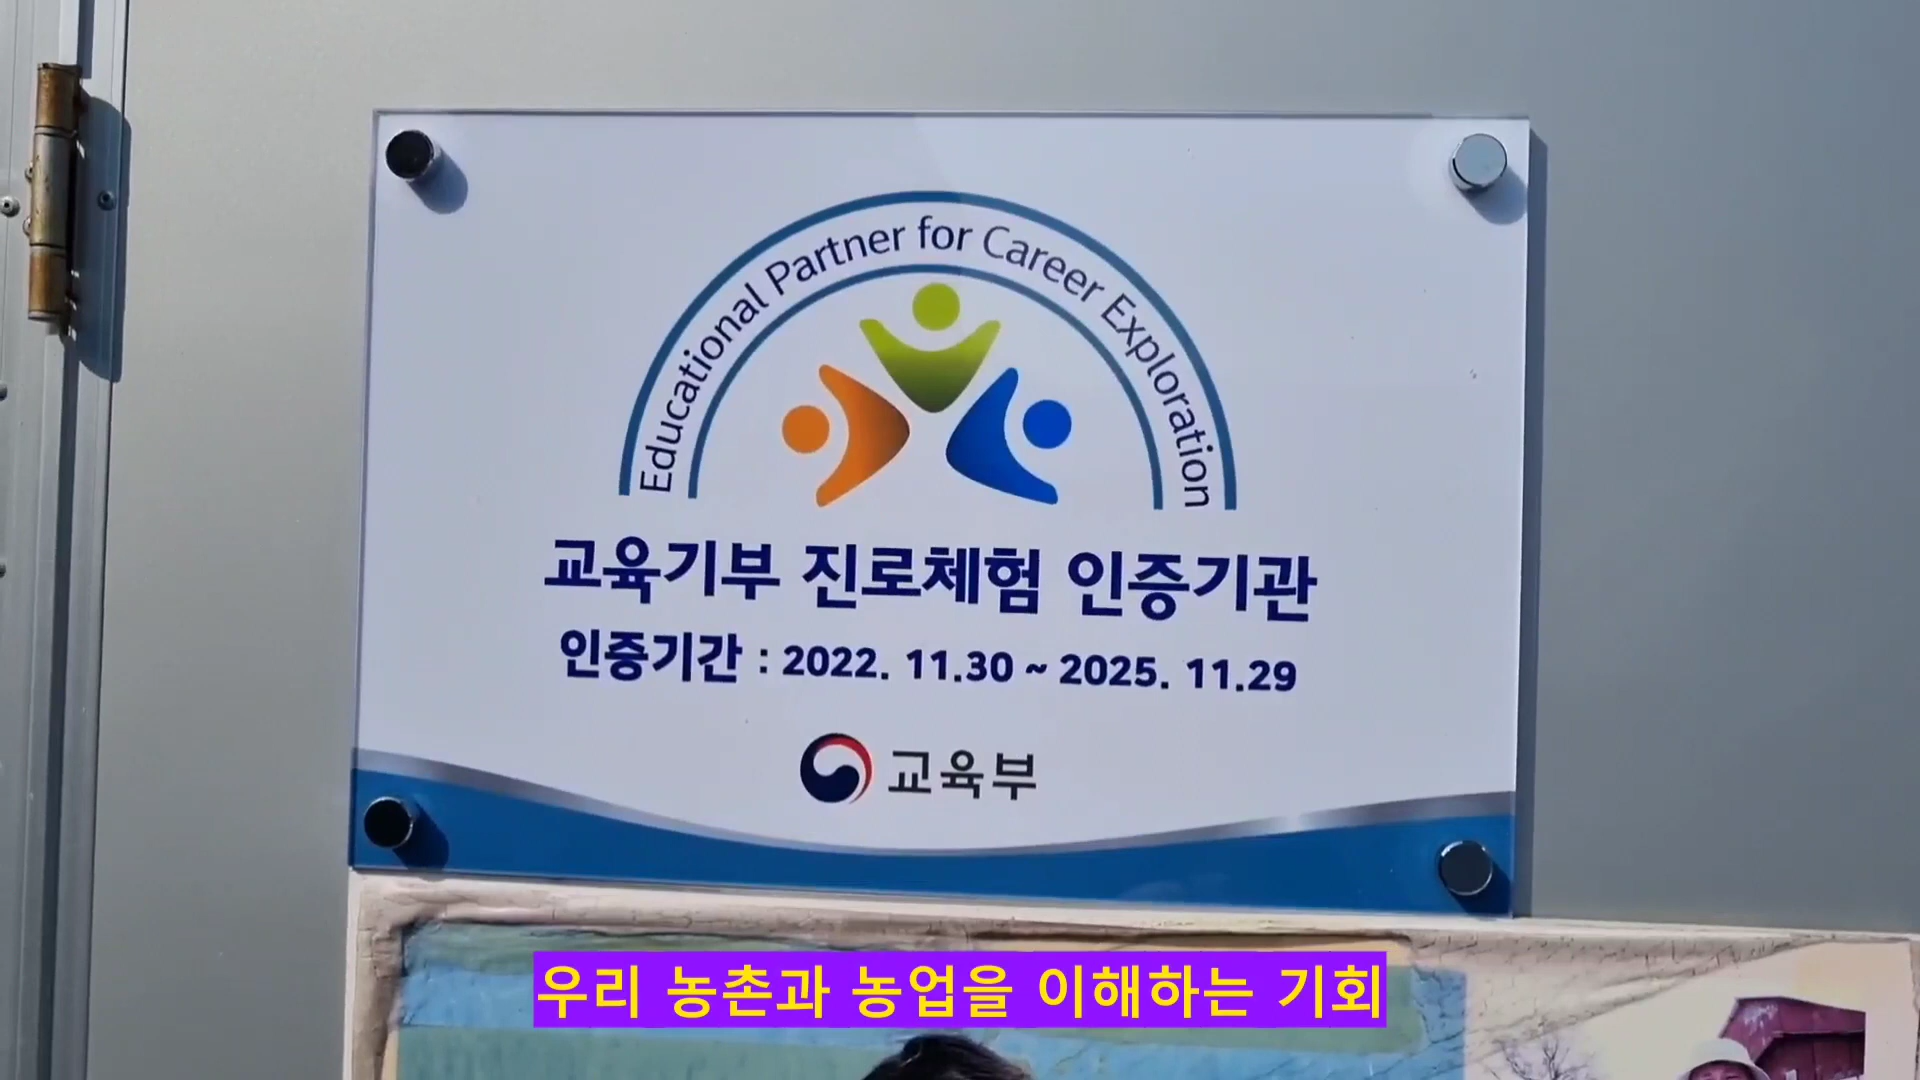 Educational Partner for Career Exploration
교육기부 진로체험 인증기관
인증기간 : 2022. 11.30 ~ 2025. 11.29
교육부
우리 농촌과 농업을 이해하는 기회